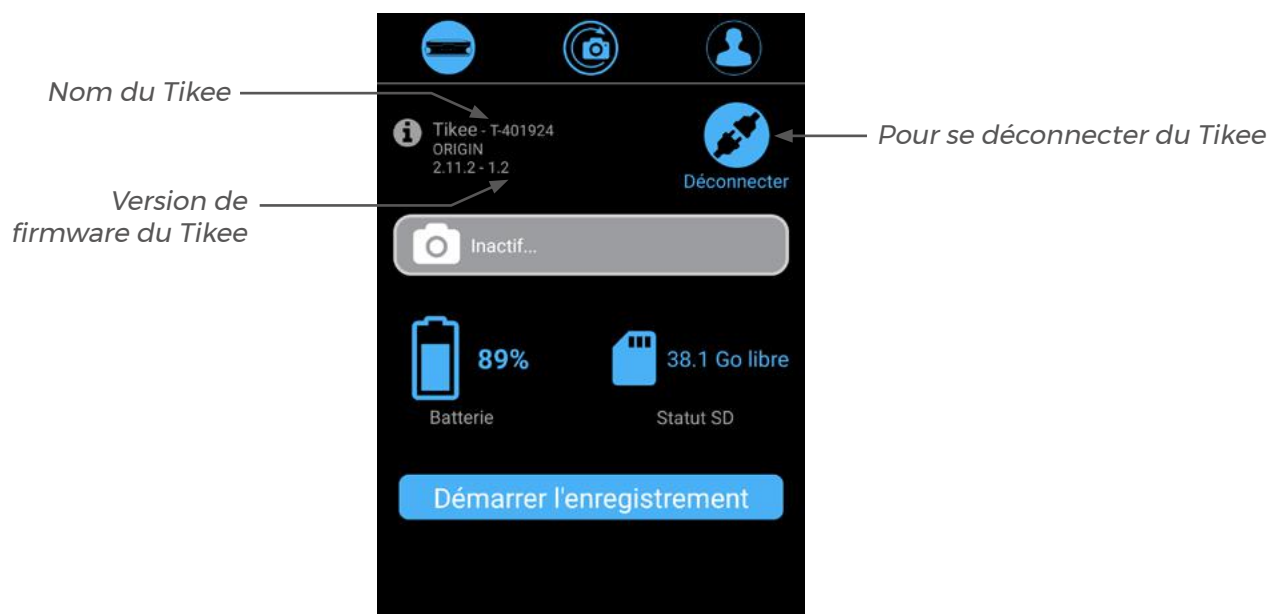 Nom du Tikee
Tikee - T-401924
ORIGIN
2.11.2 - 1.2
Déconnecter
Pour se déconnecter du Tikee
Version de
firmware du Tikee
Inactif...
89%
38.1 Go libre
Batterie
Statut SD
Démarrer l'enregistrement